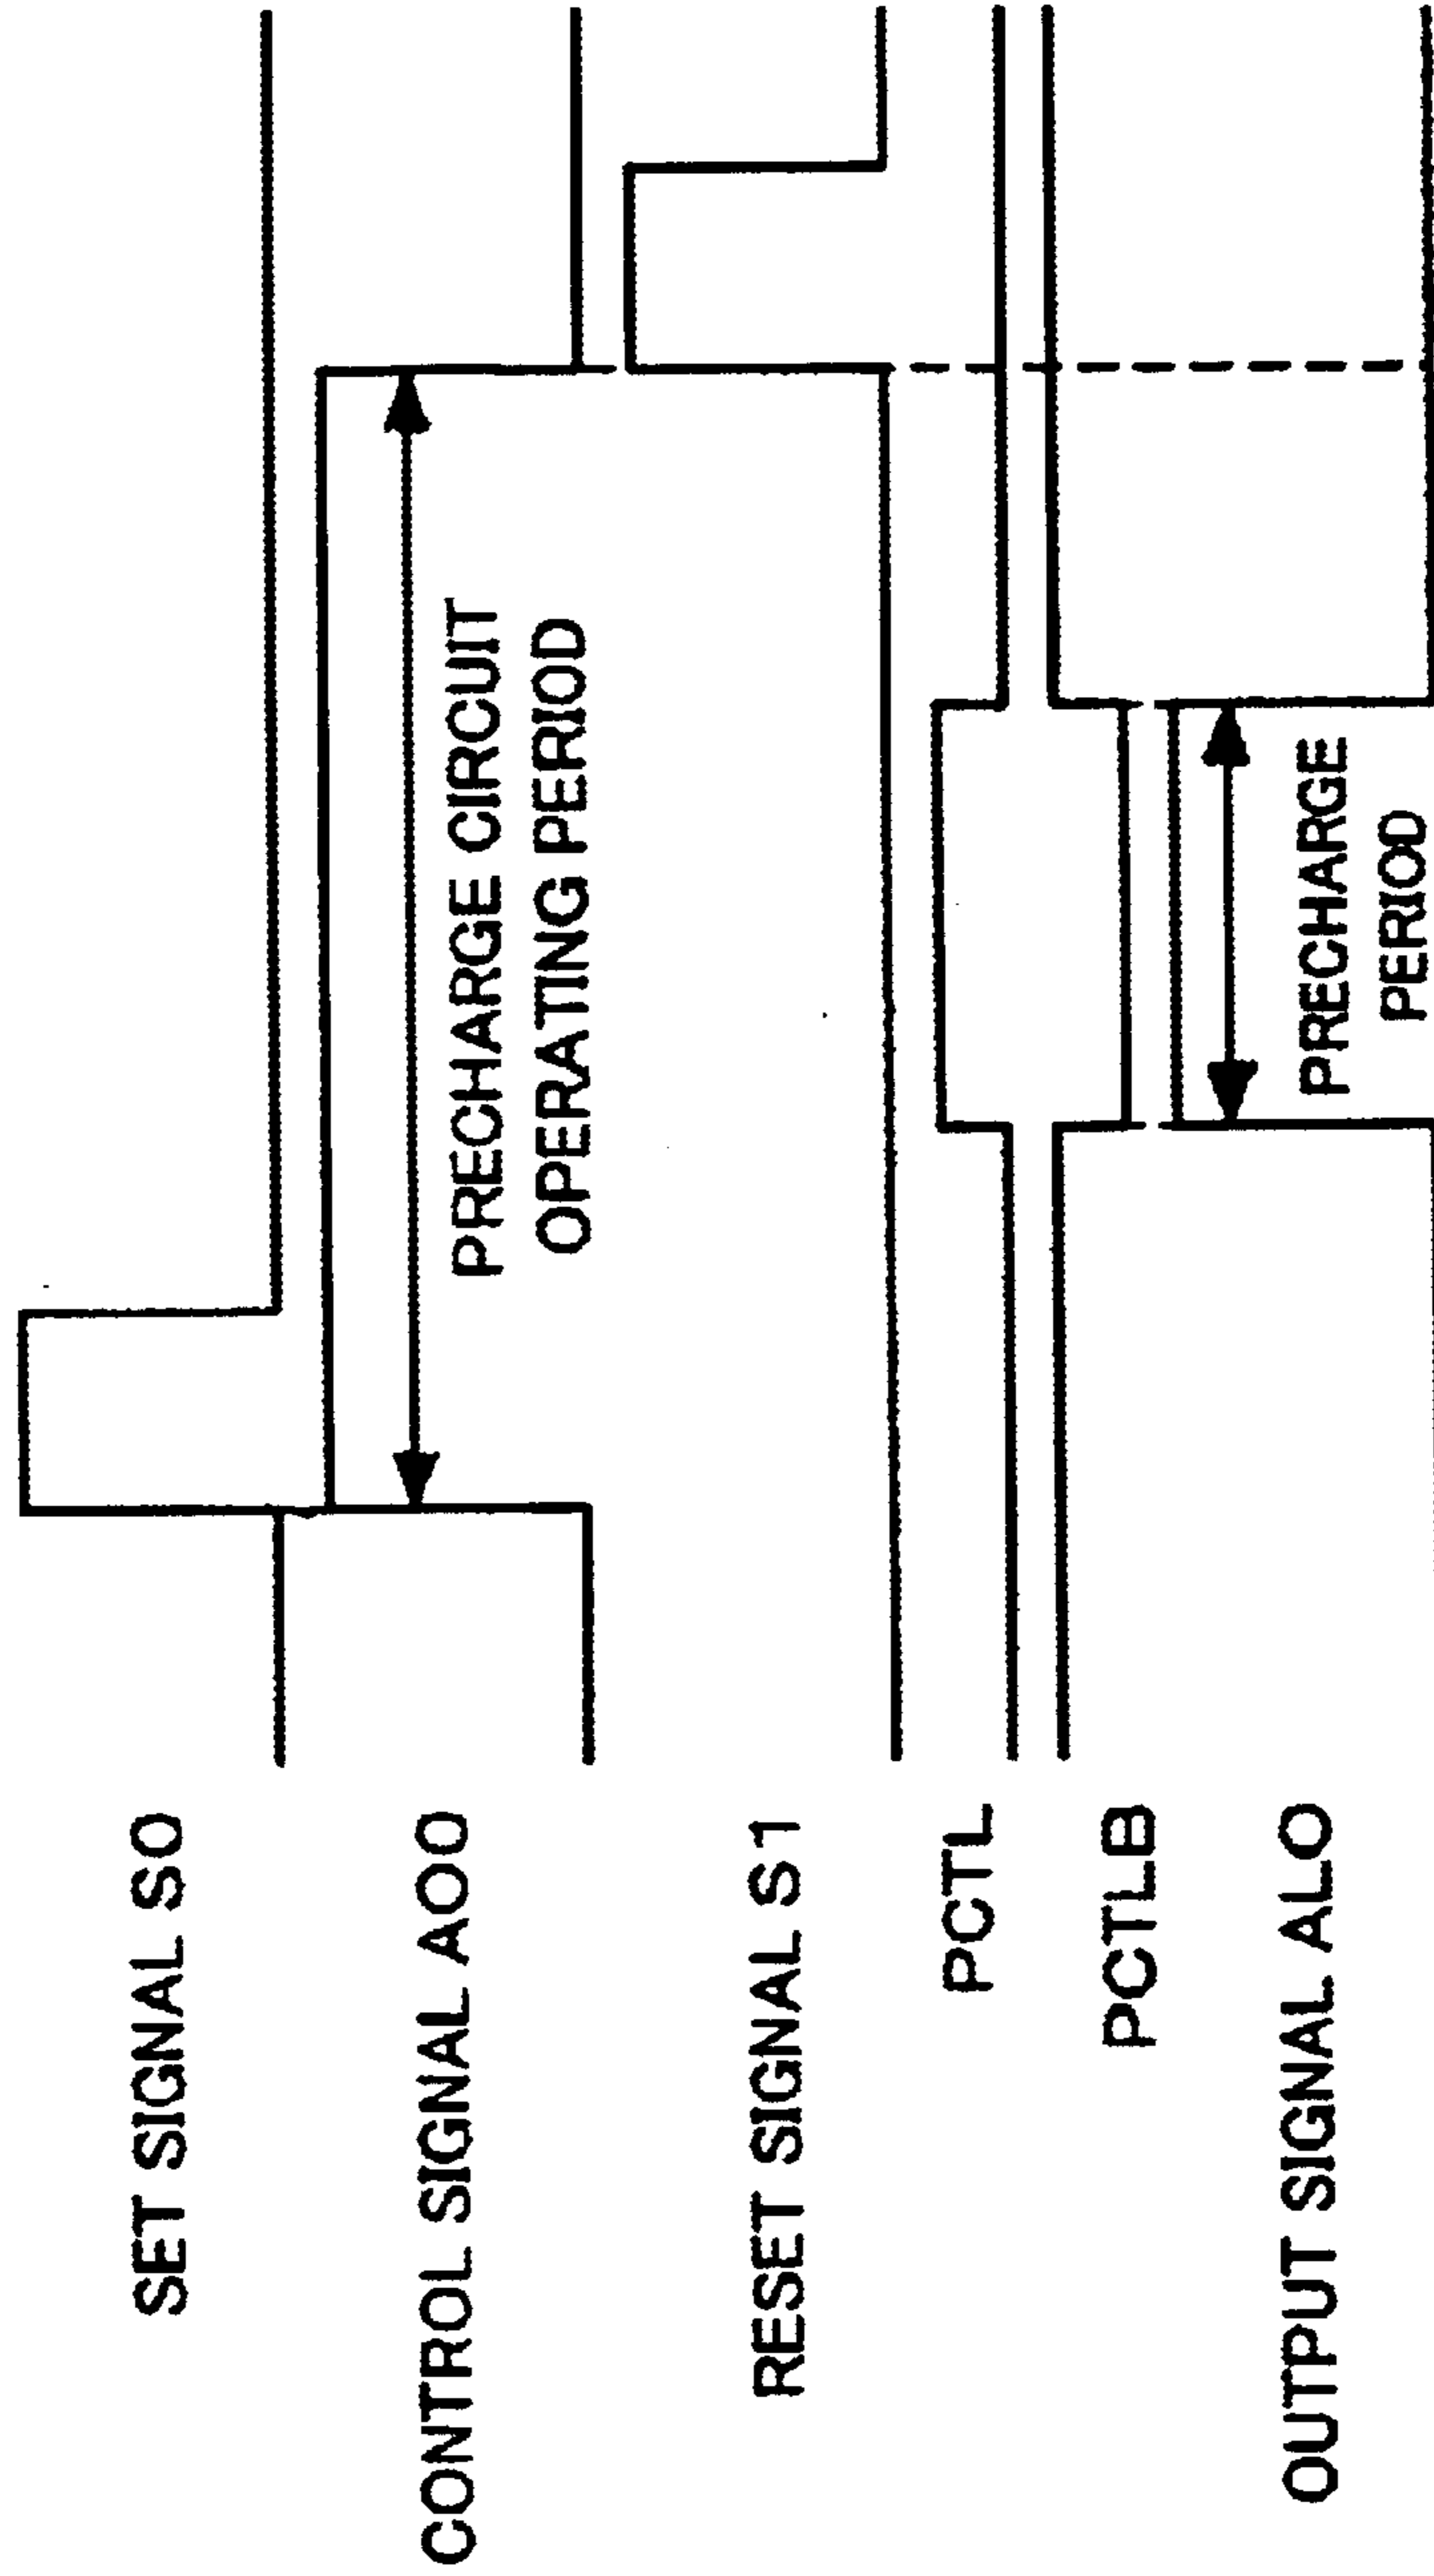 SET SIGNAL S0
CONTROL SIGNAL A00
PRECHARGE CIRCUIT
OPERATING PERIOD
RESET SIGNAL S1
PCTL
PCTLB
OUTPUT SIGNAL AL0
PRECHARGE
PERIOD